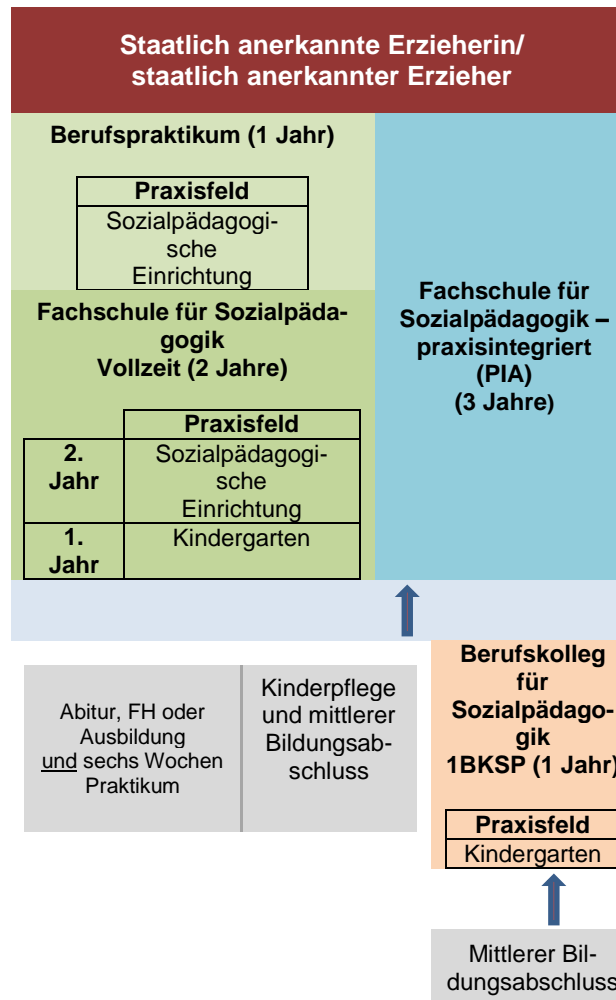 Staatlich anerkannte Erzieherin/
staatlich anerkannter Erzieher
Berufspraktikum (1 Jahr)
Praxisfeld
Sozialpädagogi-
sche
Einrichtung
Fachschule für Sozialpäda-
gogik
Vollzeit (2 Jahre)
Praxisfeld
2.
Jahr
Sozialpädagogi-
sche
Einrichtung
1.
Jahr
Kindergarten
Fachschule für
Sozialpädagogik –
praxisintegriert
(PIA)
(3 Jahre)
Abitur, FH oder
Ausbildung
und sechs Wochen
Praktikum
Kinderpflege
und mittlerer
Bildungsab-
schluss
Berufskolleg
für
Sozialpädago-
gik
1BKSP (1 Jahr)
Praxisfeld
Kindergarten
Mittlerer Bil-
dungsabschluss